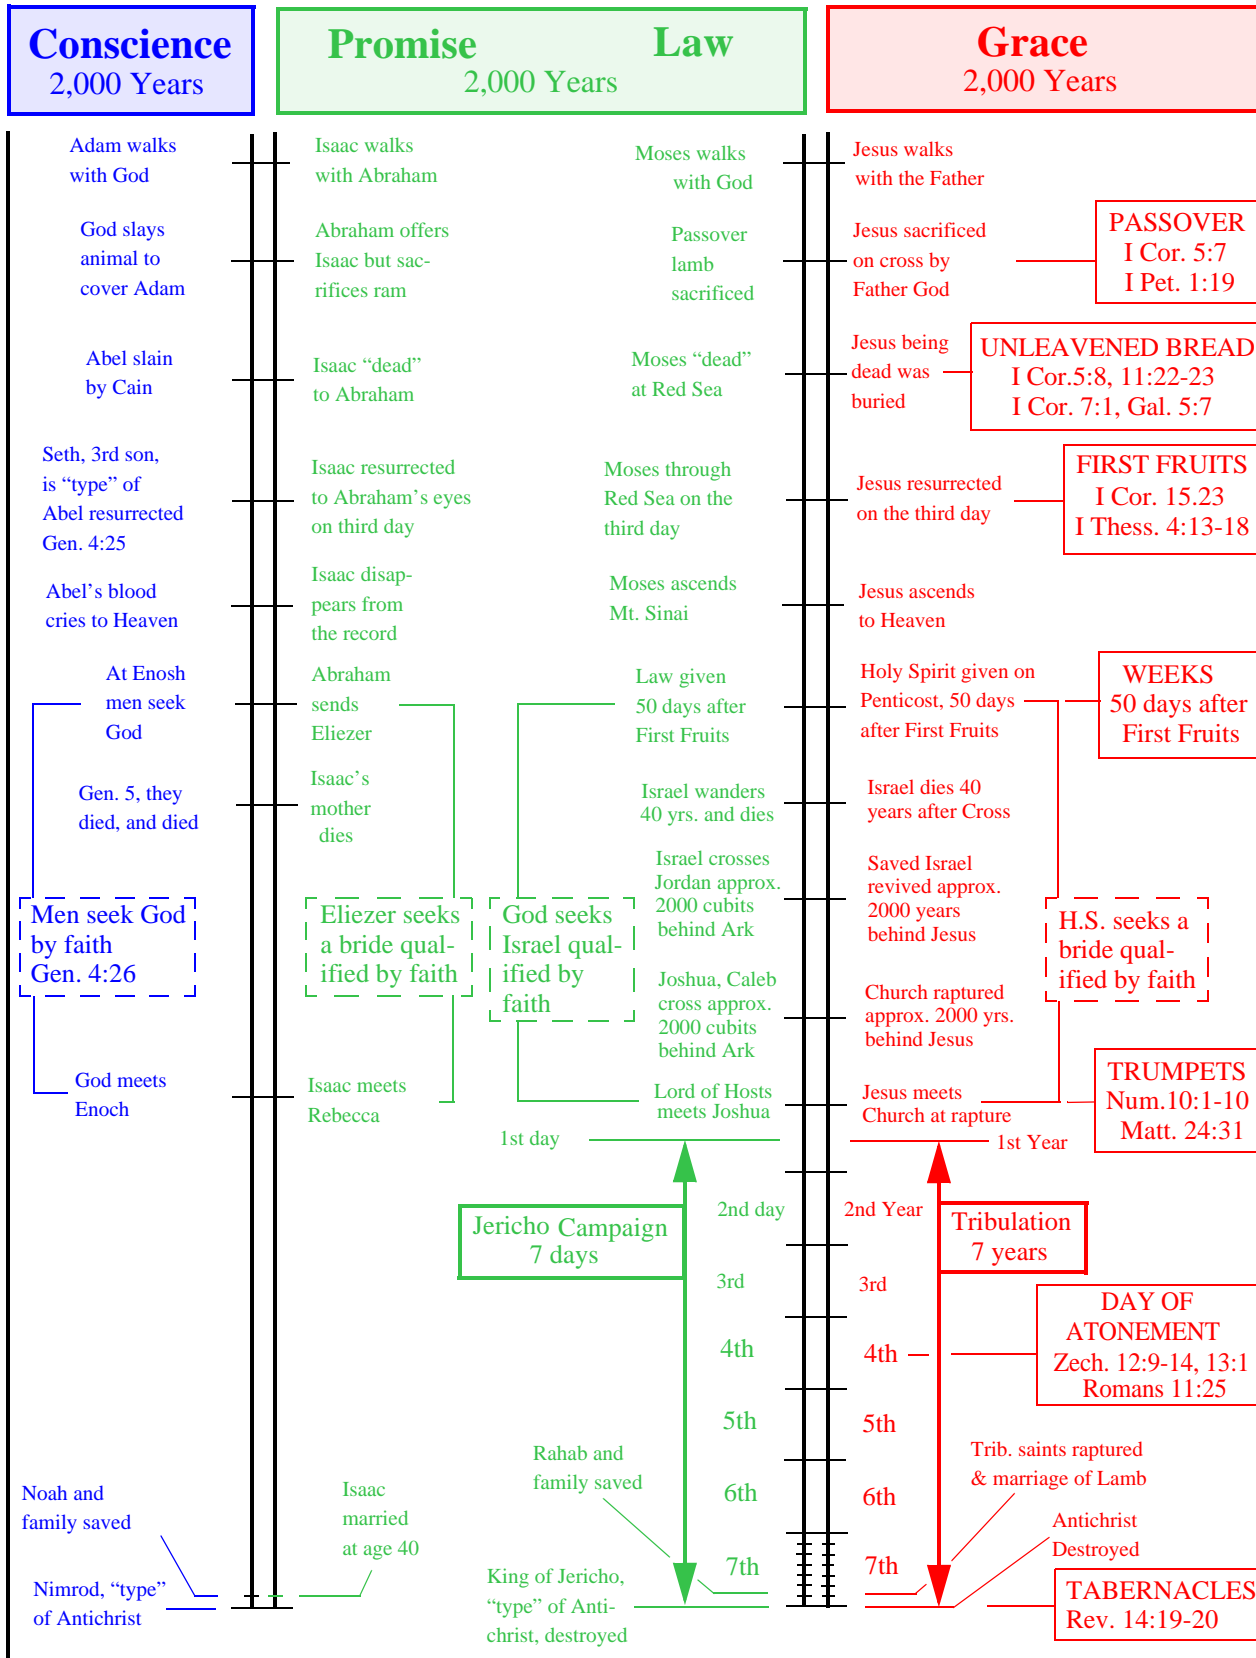 Conscience
2,000 Years
Promise
Law
2,000 Years
Grace
2,000 Years
Adam walks
with God
God slays
animal to
cover Adam
Abel slain
by Cain
Seth, 3rd son,
is “type” of
Abel resurrected
Gen. 4:25
Abel’s blood
cries to Heaven
At Enosh
men seek
God
Gen. 5, they
died, and died
Men seek God
by faith
Gen. 4:26
God meets
Enoch
Noah and
family saved
Nimrod, “type”
of Antichrist
Isaac walks
with Abraham
Abraham offers
Isaac but sac-
rifices ram
Isaac “dead”
to Abraham
Isaac resurrected
to Abraham’s eyes
on third day
Isaac disap-
pears from
the record
Abraham
sends
Eliezer
Isaac’s
mother
dies
Eliezer seeks
a bride qual-
ified by faith
Isaac meets
Rebecca
Isaac
married
at age 40
Moses walks
with God
Passover
lamb
sacrificed
Moses “dead”
at Red Sea
Moses through
Red Sea on the
third day
Moses ascends
Mt. Sinai
Law given
50 days after
First Fruits
Israel wanders
40 yrs. and dies
Israel crosses
Jordan approx.
2000 cubits
behind Ark
God seeks
Israel qual-
ified by
faith
Joshua, Caleb
cross approx.
2000 cubits
behind Ark
Lord of Hosts
meets Joshua
1st day
2nd day
Jericho Campaign
7 days
3rd
4th
5th
6th
7th
Rahab and
family saved
King of Jericho,
“type” of Anti-
christ, destroyed
Jesus walks
with the Father
Jesus sacrificed
on cross by
Father God
Jesus being
dead was
buried
Jesus resurrected
on the third day
Jesus ascends
to Heaven
Holy Spirit given on
Penticost, 50 days
after First Fruits
Israel dies 40
years after Cross
Saved Israel
revived approx.
2000 years
behind Jesus
Church raptured
approx. 2000 yrs.
behind Jesus
H.S. seeks a
bride qual-
ified by faith
Jesus meets
Church at rapture
1st Year
2nd Year
Tribulation
7 years
3rd
4th
5th
6th
7th
Trib. saints raptured
& marriage of Lamb
Antichrist
Destroyed
PASSOVER
I Cor. 5:7
I Pet. 1:19
UNLEAVENED BREAD
I Cor.5:8, 11:22-23
I Cor. 7:1, Gal. 5:7
FIRST FRUITS
I Cor. 15.23
I Thess. 4:13-18
WEEKS
50 days after
First Fruits
TRUMPETS
Num.10:1-10
Matt. 24:31
DAY OF
ATONEMENT
Zech. 12:9-14, 13:1
Romans 11:25
TABERNACLES
Rev. 14:19-20